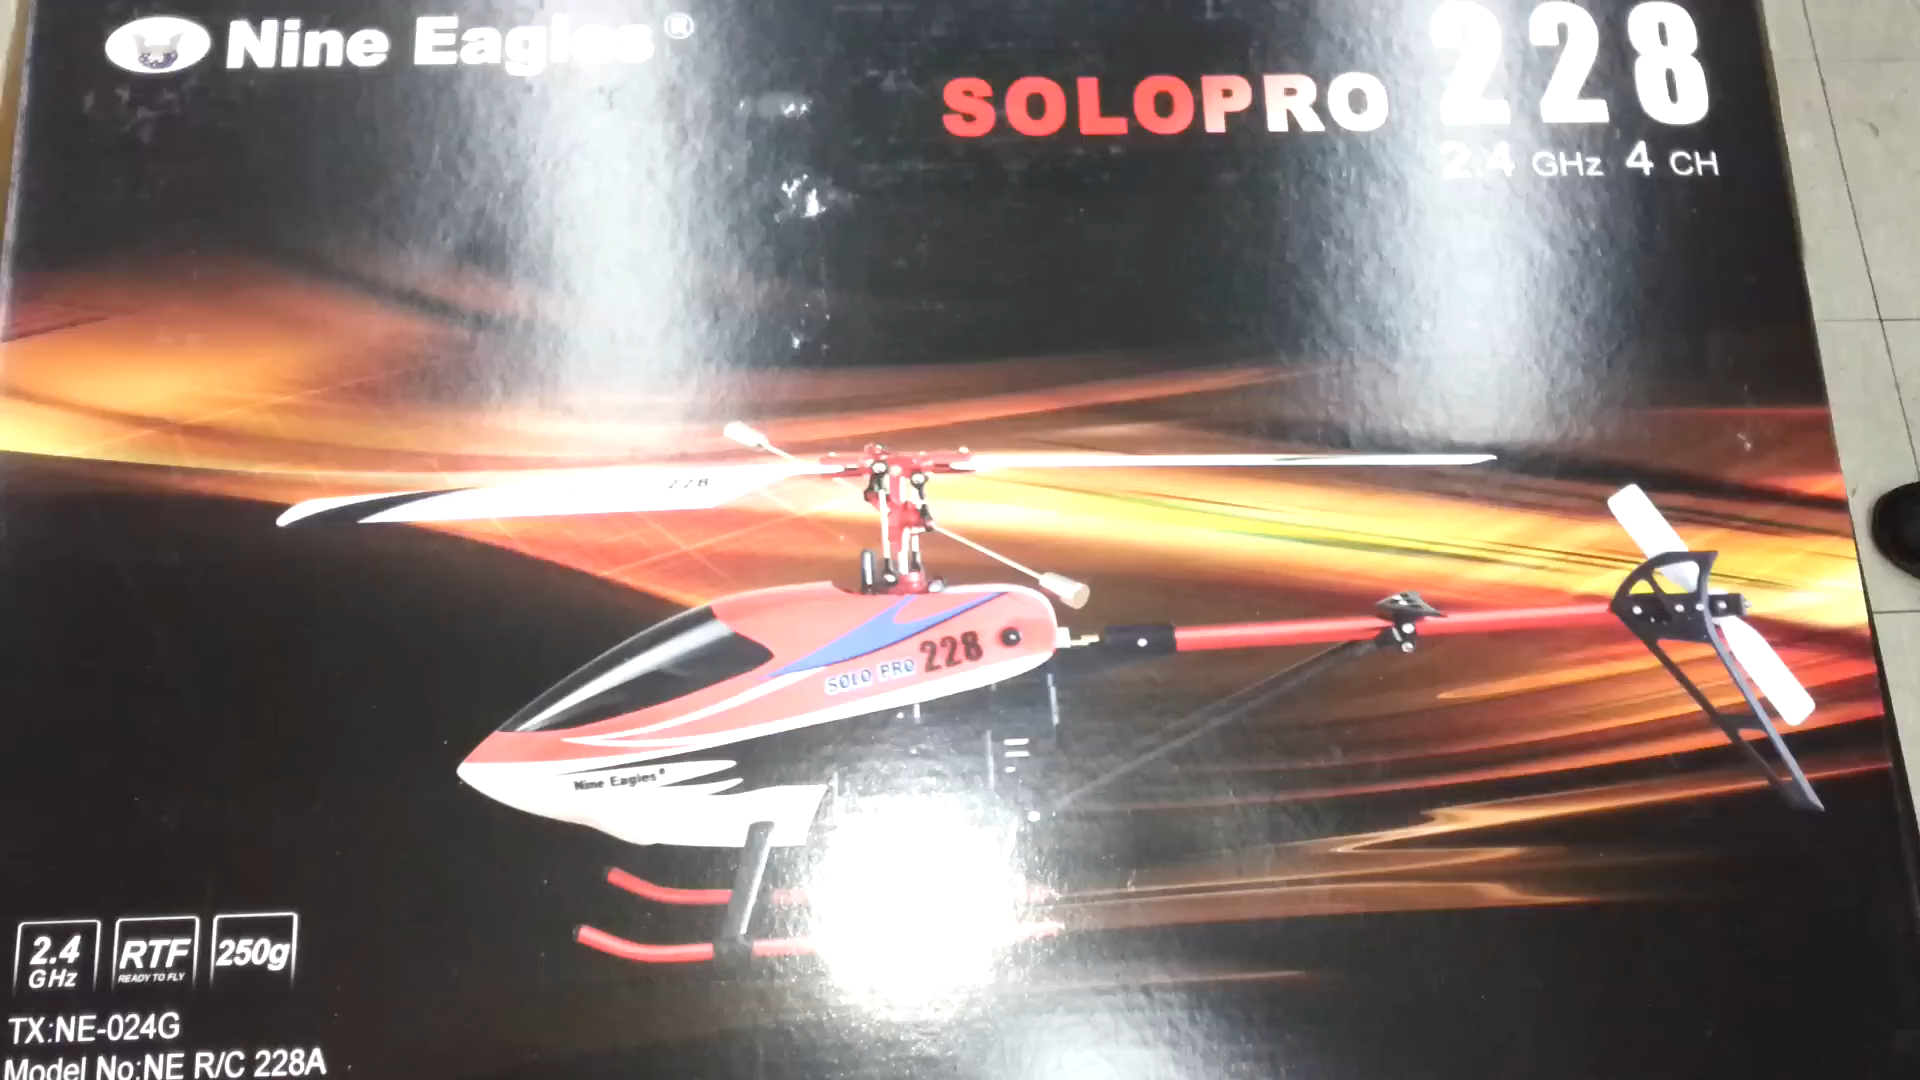 Nine Eagles®
SOLOPRO 228
2.4 GHz 4 CH
228
SOLO PRO 228
Nine Eagles®
2.4 GHz
RTF READY TO FLY
250g
TX:NE-024G
Model No:NE R/C 228A